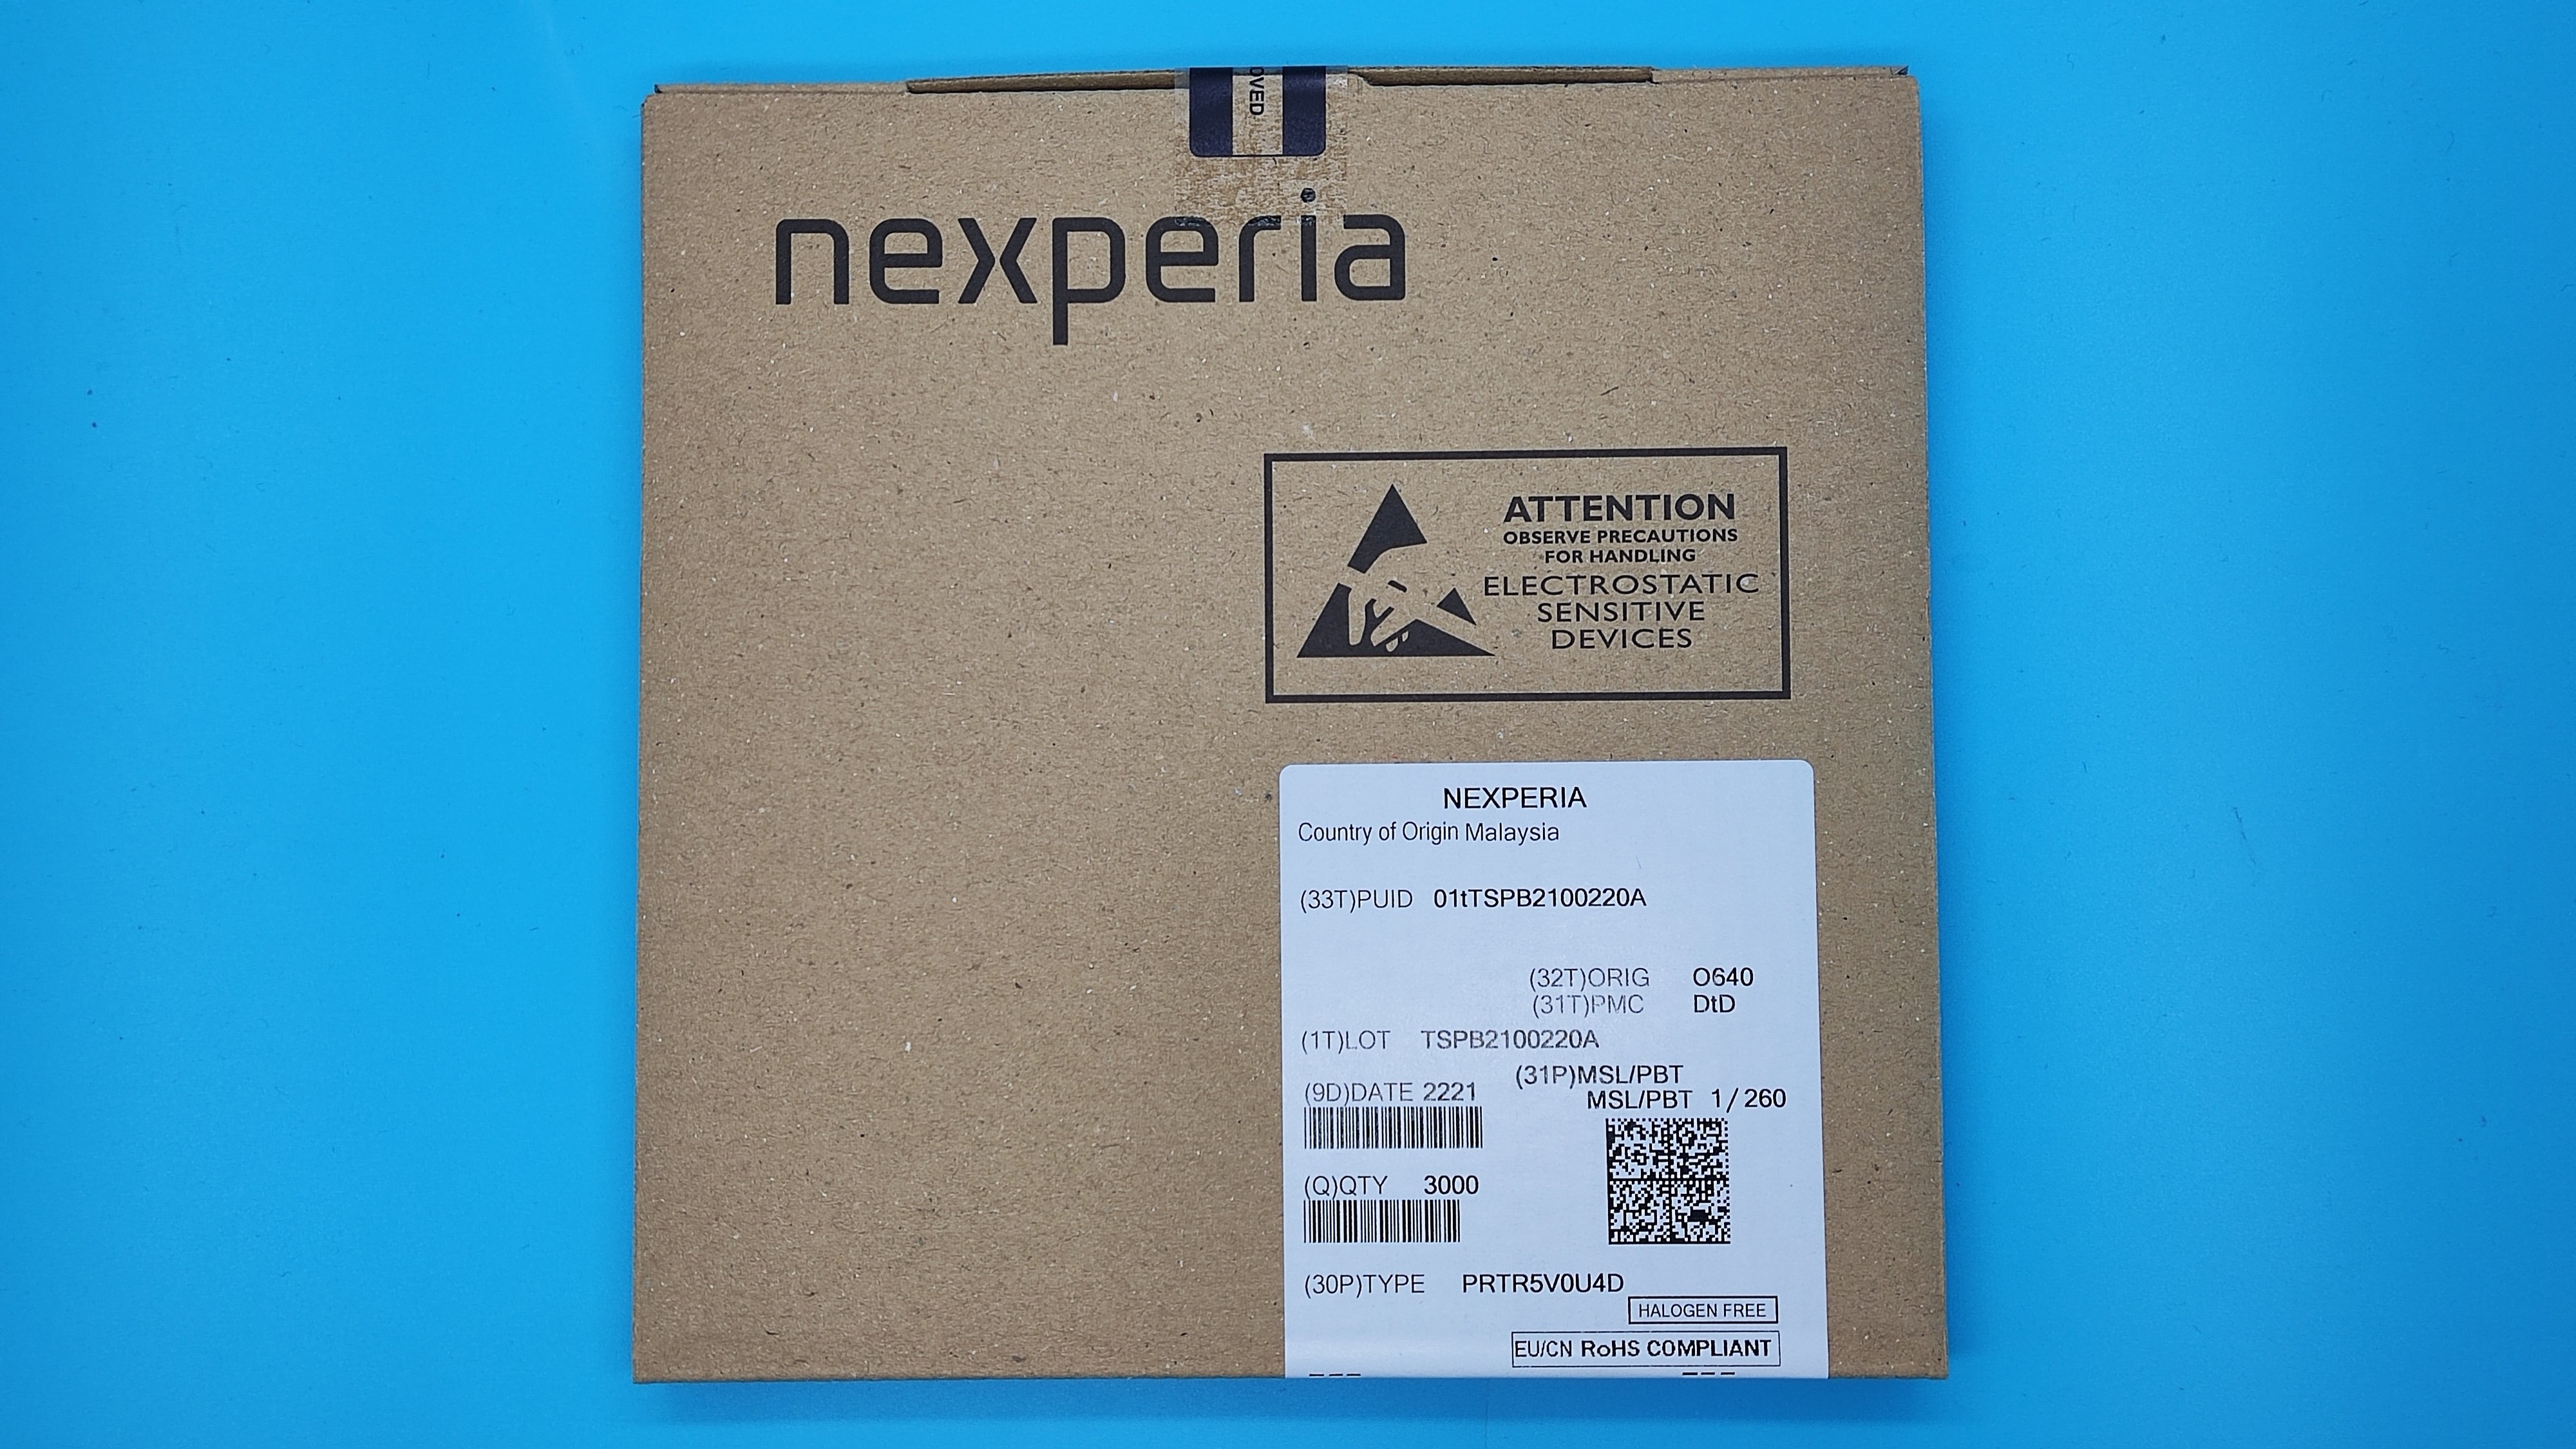 OVED
nexperia
ATTENTION
OBSERVE PRECAUTIONS
FOR HANDLING
ELECTROSTATIC
SENSITIVE
DEVICES
NEXPERIA
Country of Origin Malaysia
(33T)PUID 01tTSPB2100220A
(32T)ORIG O640
(31T)PMC DtD
(1T)LOT TSPB2100220A
(31P)MSL/PBT
(9D)DATE 2221
MSL/PBT 1/260
(Q)QTY 3000
(30P)TYPE PRTR5V0U4D
HALOGEN FREE
EU/CN RoHS COMPLIANT